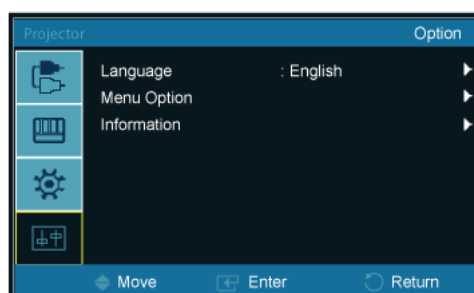 Projector Option
Language : English
Menu Option
Information
Move Enter Return